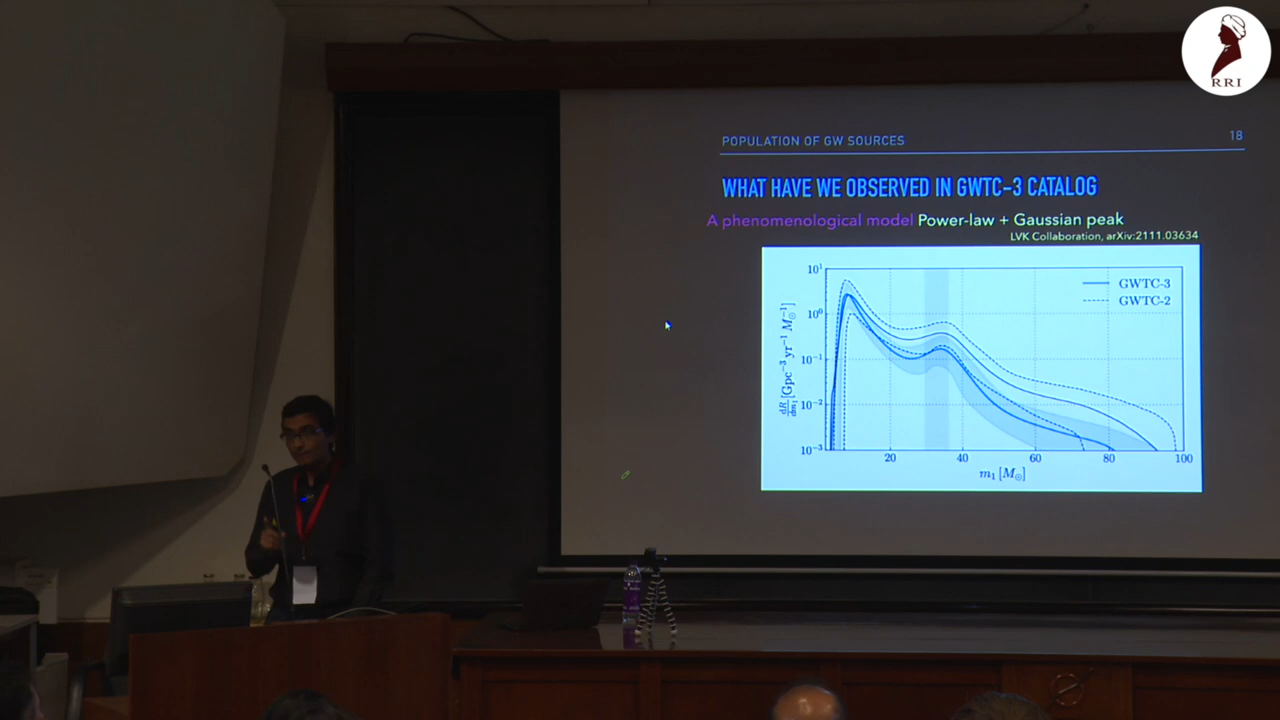 RRI
POPULATION OF GW SOURCES
18
WHAT HAVE WE OBSERVED IN GWTC-3 CATALOG
A phenomenological model Power-law + Gaussian peak
LVK Collaboration, arXiv:2111.03634
GWTC-3
GWTC-2
10¹
10⁰
10⁻¹
10⁻²
10⁻³
dR/dm₁ [Gpc⁻³ yr⁻¹ M⊙⁻¹]
20 40 60 80 100
m₁ [M⊙]